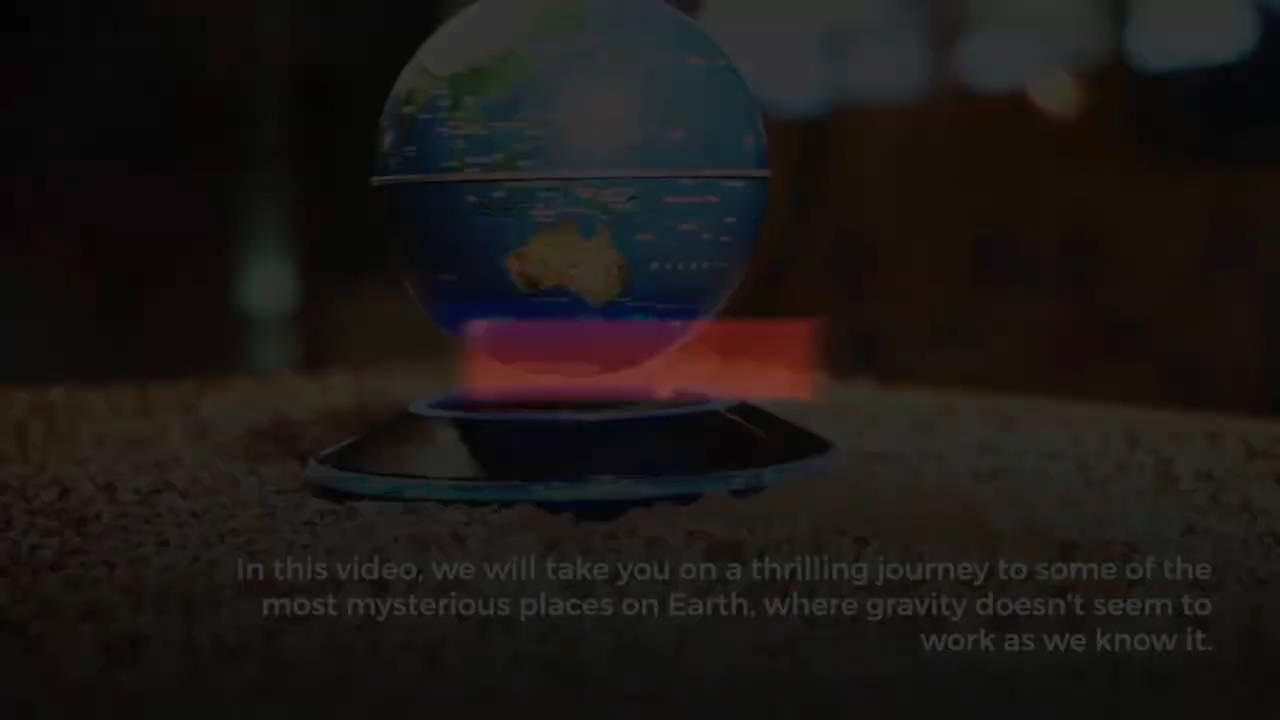 In this video, we will take you on a thrilling journey to some of the
most mysterious places on Earth, where gravity doesn't seem to
work as we know it.